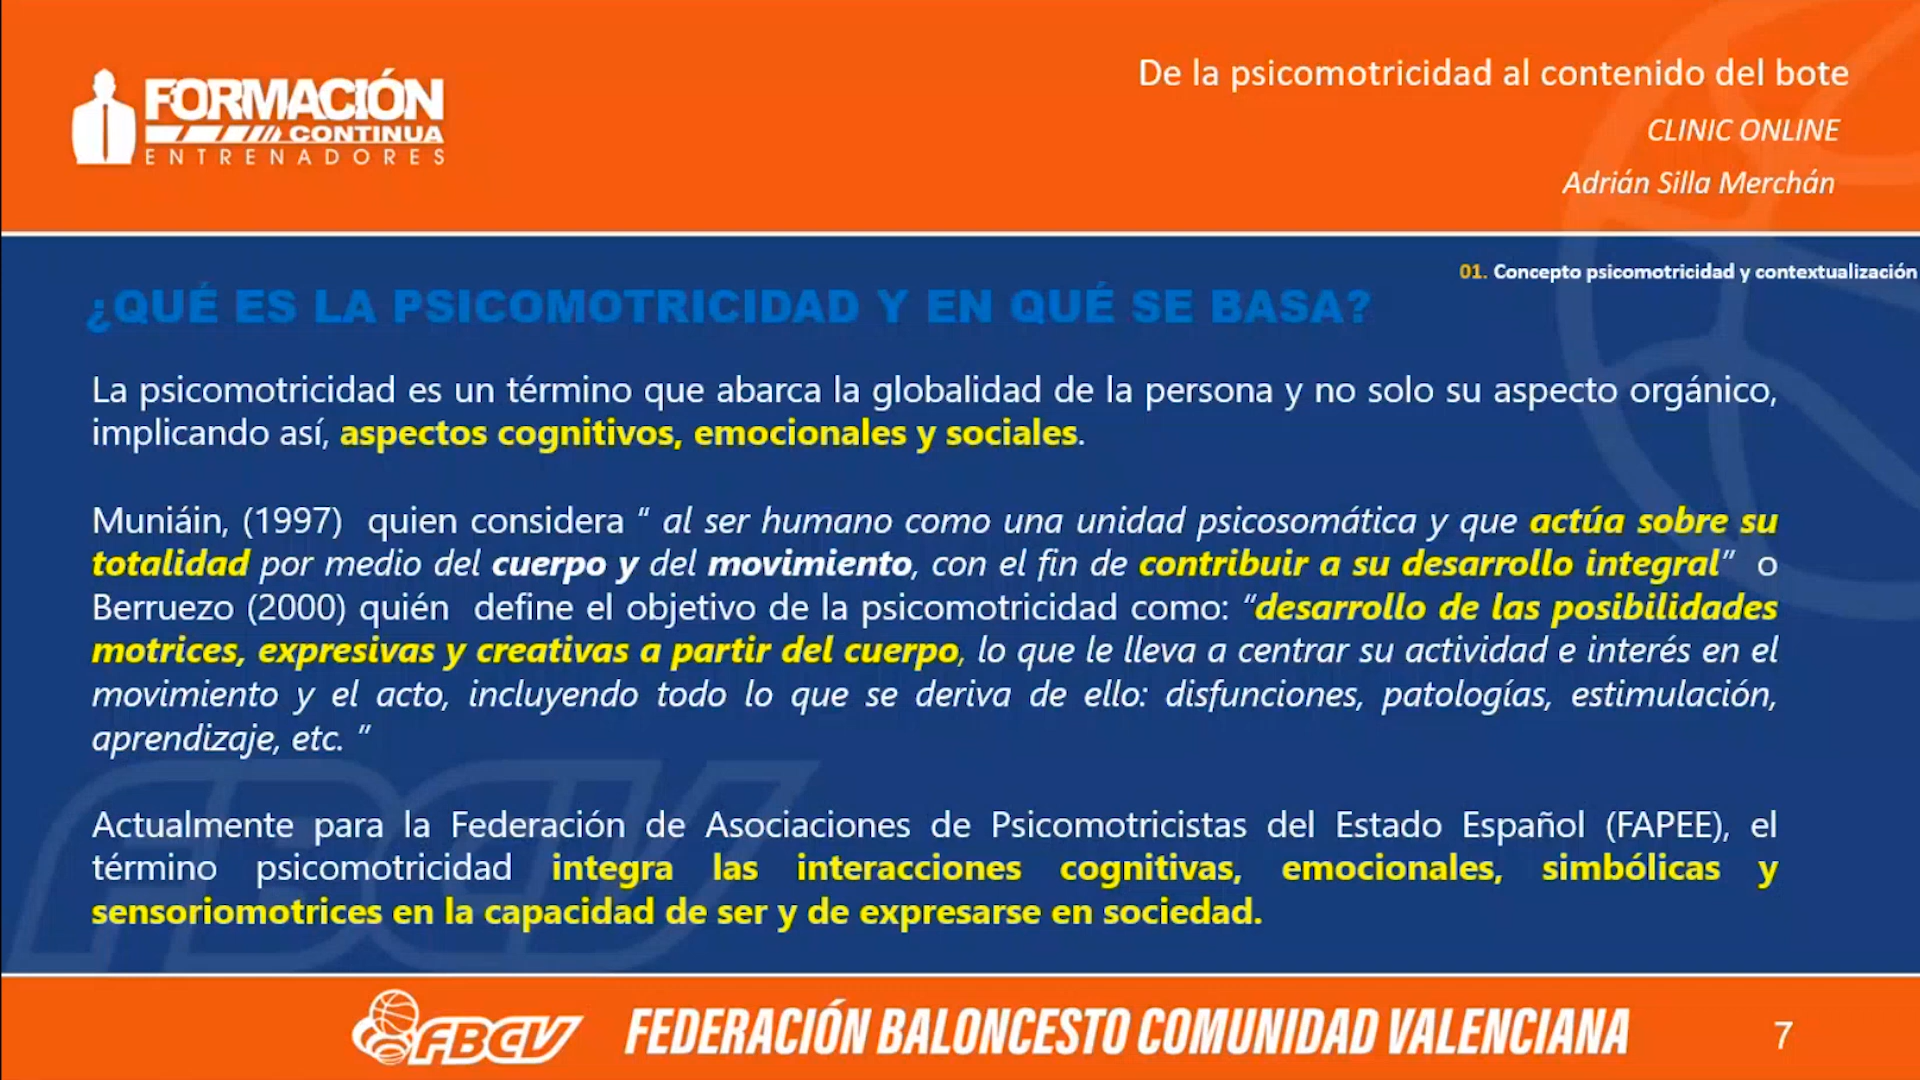 FORMACIÓN
CONTINUA
ENTRENADORES
De la psicomotricidad al contenido del bote
CLINIC ONLINE
Adrián Silla Merchán
01. Concepto psicomotricidad y contextualización
¿QUÉ ES LA PSICOMOTRICIDAD Y EN QUÉ SE BASA?
La psicomotricidad es un término que abarca la globalidad de la persona y no solo su aspecto orgánico,
implicando así, aspectos cognitivos, emocionales y sociales.
Muniáin, (1997) quien considera “ al ser humano como una unidad psicosomática y que actúa sobre su
totalidad por medio del cuerpo y del movimiento, con el fin de contribuir a su desarrollo integral” o
Berruezo (2000) quién define el objetivo de la psicomotricidad como: “desarrollo de las posibilidades
motrices, expresivas y creativas a partir del cuerpo, lo que le lleva a centrar su actividad e interés en el
movimiento y el acto, incluyendo todo lo que se deriva de ello: disfunciones, patologías, estimulación,
aprendizaje, etc. ”
Actualmente para la Federación de Asociaciones de Psicomotricistas del Estado Español (FAPEE), el
término psicomotricidad integra las interacciones cognitivas, emocionales, simbólicas y
sensoriomotrices en la capacidad de ser y de expresarse en sociedad.
FBCV
FEDERACIÓN BALONCESTO COMUNIDAD VALENCIANA
7